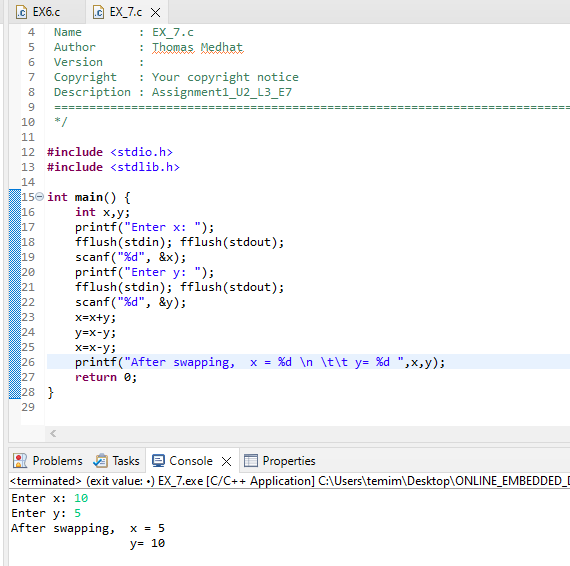 EX6.c EX_7.c
4 Name : EX_7.c
5 Author : Thomas Medhat
6 Version :
7 Copyright : Your copyright notice
8 Description : Assignment1_U2_L3_E7
9 ============================================================================
10 */
11
12 #include <stdio.h>
13 #include <stdlib.h>
14
15 int main() {
16 int x,y;
17 printf("Enter x: ");
18 fflush(stdin); fflush(stdout);
19 scanf("%d", &x);
20 printf("Enter y: ");
21 fflush(stdin); fflush(stdout);
22 scanf("%d", &y);
23 x=x+y;
24 y=x-y;
25 x=x-y;
26 printf("After swapping,  x = %d \n \t\t y= %d ",x,y);
27 return 0;
28 }
29
Problems Tasks Console Properties
<terminated> (exit value: •) EX_7.exe [C/C++ Application] C:\Users\temim\Desktop\ONLINE_EMBEDDED_D
Enter x: 10
Enter y: 5
After swapping,  x = 5
y= 10